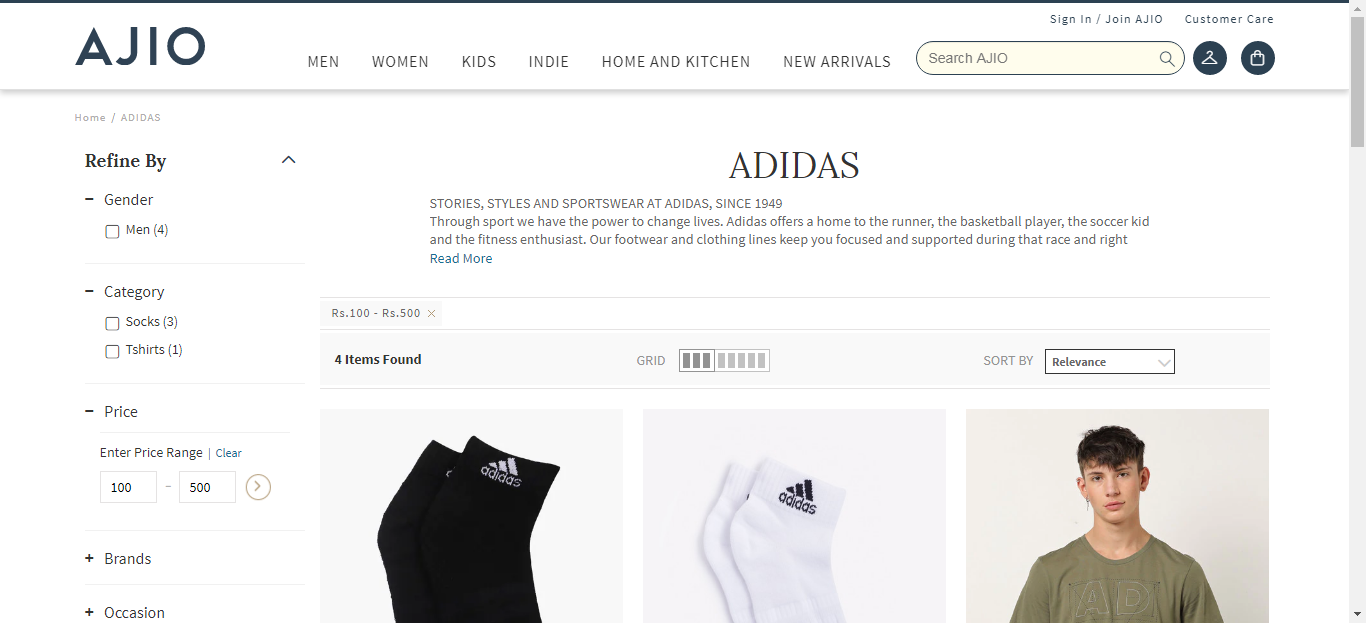 Sign In / Join AJIO Customer Care
AJIO
MEN WOMEN KIDS INDIE HOME AND KITCHEN NEW ARRIVALS
Search AJIO
Home / ADIDAS
Refine By
Gender
Men (4)
Category
Socks (3)
Tshirts (1)
Price
Enter Price Range | Clear
100 - 500
Brands
Occasion
ADIDAS
STORIES, STYLES AND SPORTSWEAR AT ADIDAS, SINCE 1949
Through sport we have the power to change lives. Adidas offers a home to the runner, the basketball player, the soccer kid
and the fitness enthusiast. Our footwear and clothing lines keep you focused and supported during that race and right
Read More
Rs.100 - Rs.500
4 Items Found GRID SORT BY Relevance
adidas
adidas
AD